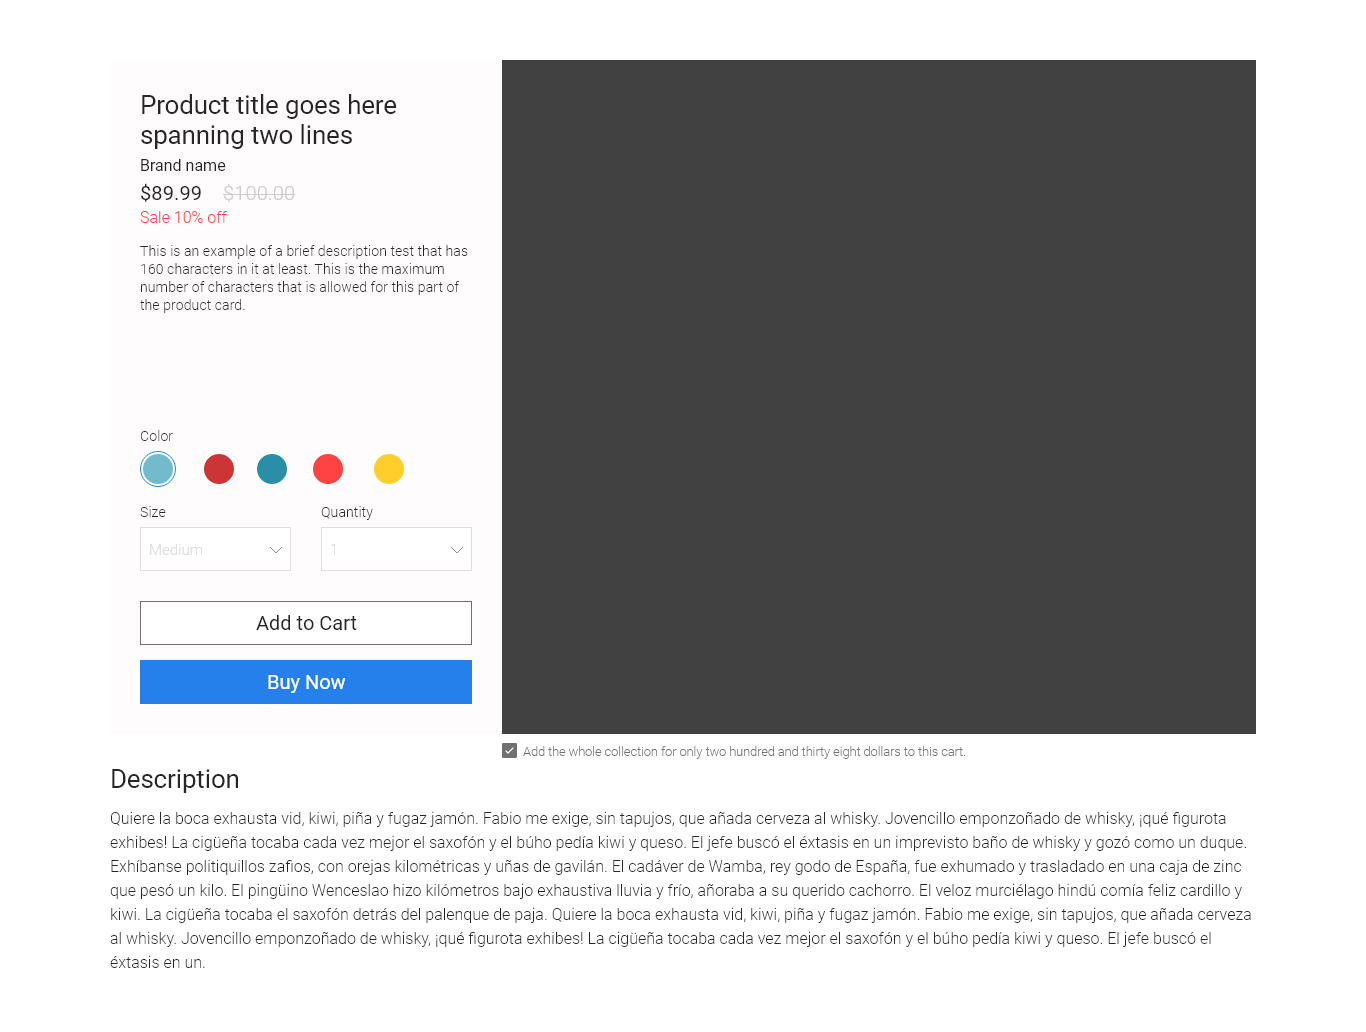 Product title goes here
spanning two lines
Brand name
$89.99 $100.00
Sale 10% off
This is an example of a brief description test that has
160 characters in it at least. This is the maximum
number of characters that is allowed for this part of
the product card.
Color
Size Quantity
Medium 1
Add to Cart
Buy Now
Add the whole collection for only two hundred and thirty eight dollars to this cart.
Description
Quiere la boca exhausta vid, kiwi, piña y fugaz jamón. Fabio me exige, sin tapujos, que añada cerveza al whisky. Jovencillo emponzoñado de whisky, ¡qué figurota
exhibes! La cigüeña tocaba cada vez mejor el saxofón y el búho pedía kiwi y queso. El jefe buscó el éxtasis en un imprevisto baño de whisky y gozó como un duque.
Exhíbanse politiquillos zafios, con orejas kilométricas y uñas de gavilán. El cadáver de Wamba, rey godo de España, fue exhumado y trasladado en una caja de zinc
que pesó un kilo. El pingüino Wenceslao hizo kilómetros bajo exhaustiva lluvia y frío, añoraba a su querido cachorro. El veloz murciélago hindú comía feliz cardillo y
kiwi. La cigüeña tocaba el saxofón detrás del palenque de paja. Quiere la boca exhausta vid, kiwi, piña y fugaz jamón. Fabio me exige, sin tapujos, que añada cerveza
al whisky. Jovencillo emponzoñado de whisky, ¡qué figurota exhibes! La cigüeña tocaba cada vez mejor el saxofón y el búho pedía kiwi y queso. El jefe buscó el
éxtasis en un.